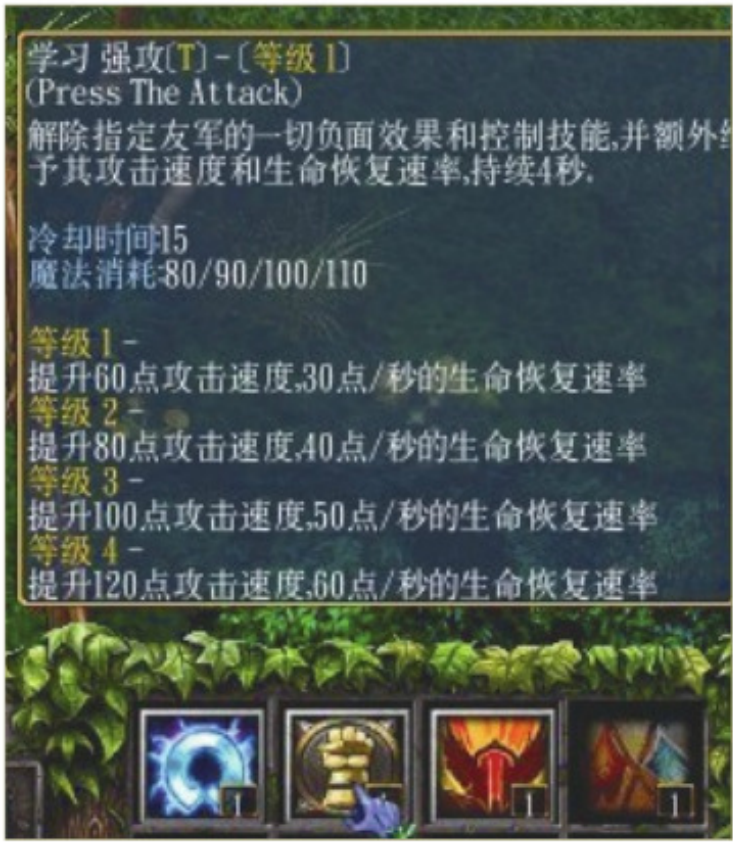 学习 强攻[T] - [等级 1]
(Press The Attack)
解除指定友军的一切负面效果和控制技能,并额外给
予其攻击速度和生命恢复速率,持续4秒.
冷却时间:15
魔法消耗:80/90/100/110
等级 1 -
提升60点攻击速度,30点/秒的生命恢复速率
等级 2 -
提升80点攻击速度,40点/秒的生命恢复速率
等级 3 -
提升100点攻击速度,50点/秒的生命恢复速率
等级 4 -
提升120点攻击速度,60点/秒的生命恢复速率
1 1 1 1